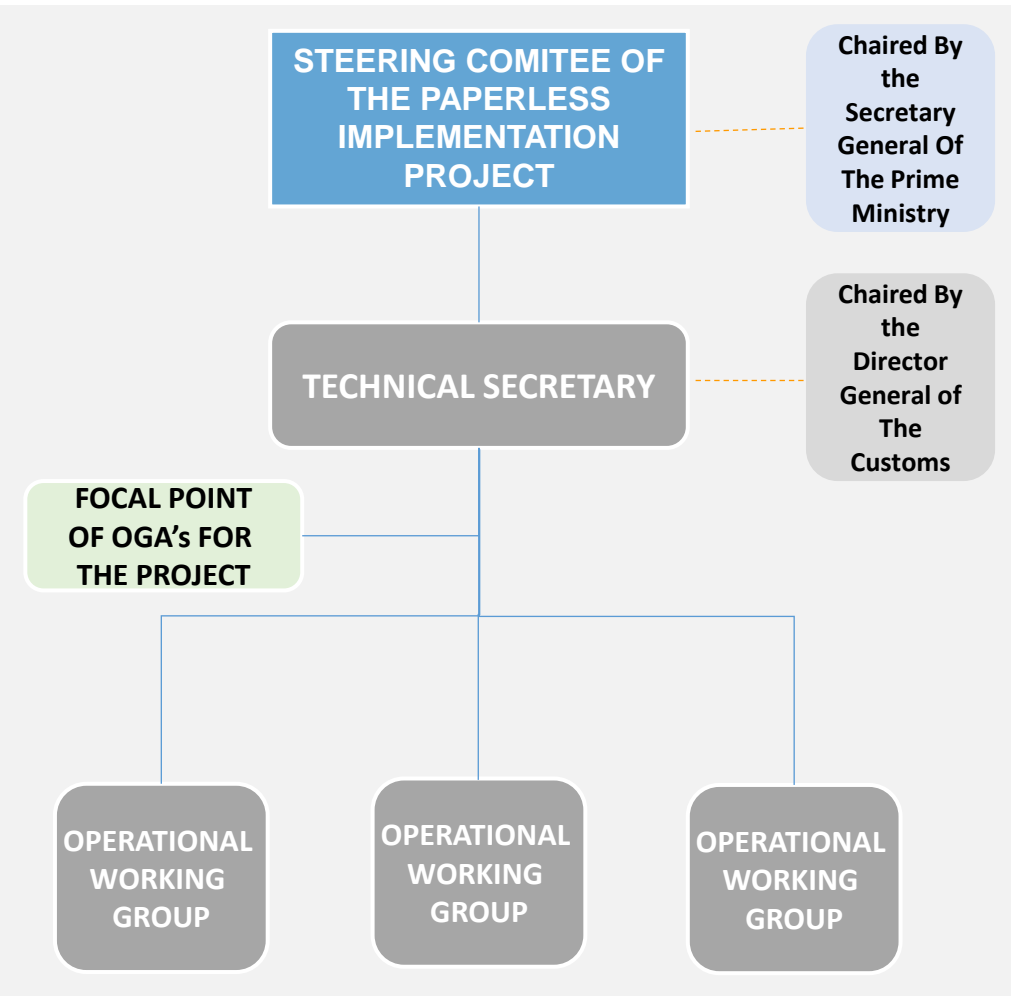 STEERING COMITEE OF
THE PAPERLESS
IMPLEMENTATION
PROJECT
Chaired By
the
Secretary
General Of
The Prime
Ministry
TECHNICAL SECRETARY
Chaired By
the
Director
General of
The
Customs
FOCAL POINT
OF OGA’s FOR
THE PROJECT
OPERATIONAL
WORKING
GROUP
OPERATIONAL
WORKING
GROUP
OPERATIONAL
WORKING
GROUP